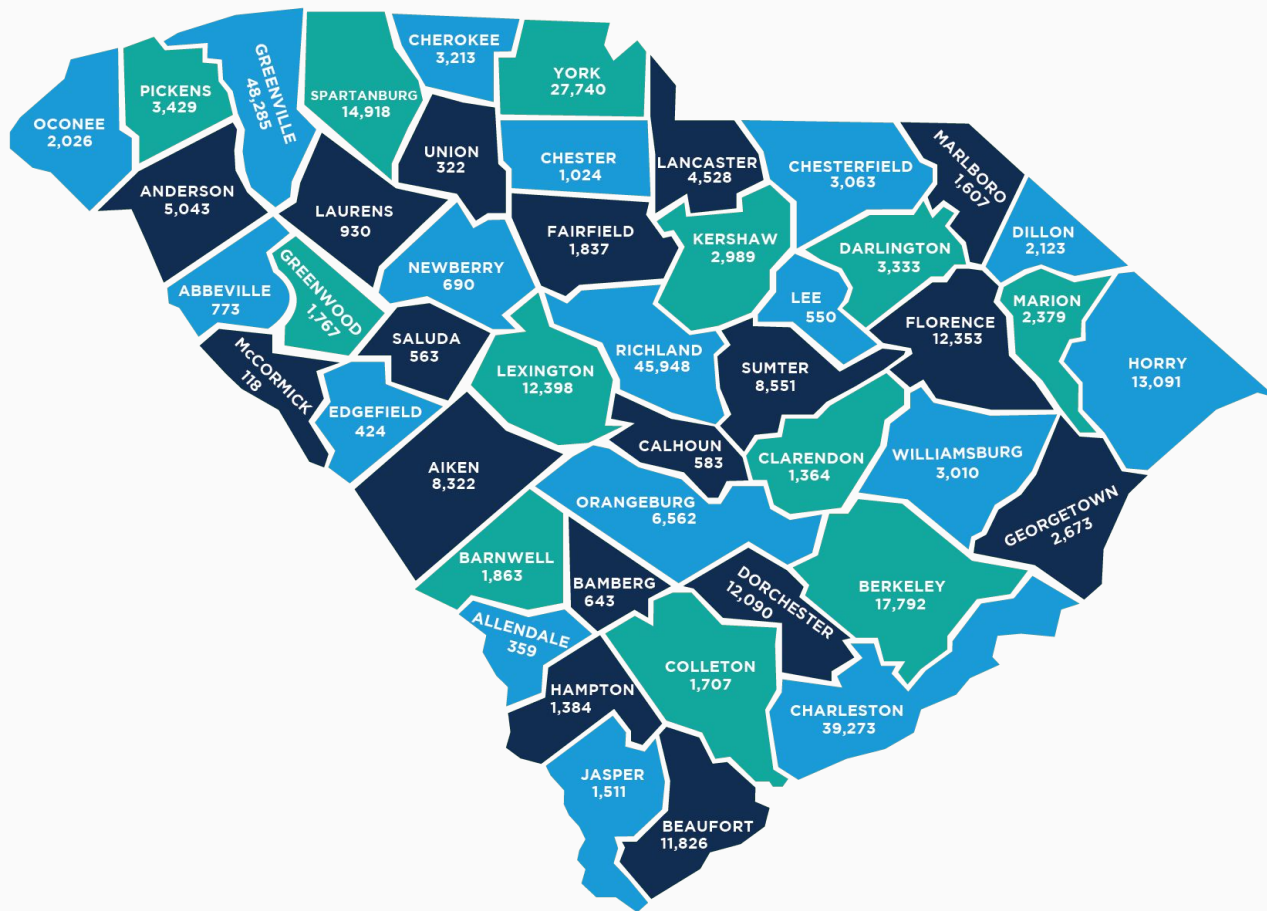 CHEROKEE
3,213
YORK
27,740
GREENVILLE
48,285
PICKENS
3,429
SPARTANBURG
14,918
OCONEE
2,026
UNION
322
CHESTER
1,024
LANCASTER
4,528
CHESTERFIELD
3,063
MARLBORO
1,607
ANDERSON
5,043
LAURENS
930
FAIRFIELD
1,837
KERSHAW
2,989
DARLINGTON
3,333
DILLON
2,123
ABBEVILLE
773
GREENWOOD
1,767
NEWBERRY
690
LEE
550
MARION
2,379
FLORENCE
12,353
SALUDA
563
RICHLAND
45,948
HORRY
13,091
McCORMICK
118
LEXINGTON
12,398
SUMTER
8,551
EDGEFIELD
424
CALHOUN
583
CLARENDON
1,364
WILLIAMSBURG
3,010
AIKEN
8,322
ORANGEBURG
6,562
GEORGETOWN
2,673
BARNWELL
1,863
BAMBERG
643
DORCHESTER
12,090
BERKELEY
17,792
ALLENDALE
359
COLLETON
1,707
HAMPTON
1,384
CHARLESTON
39,273
JASPER
1,511
BEAUFORT
11,826